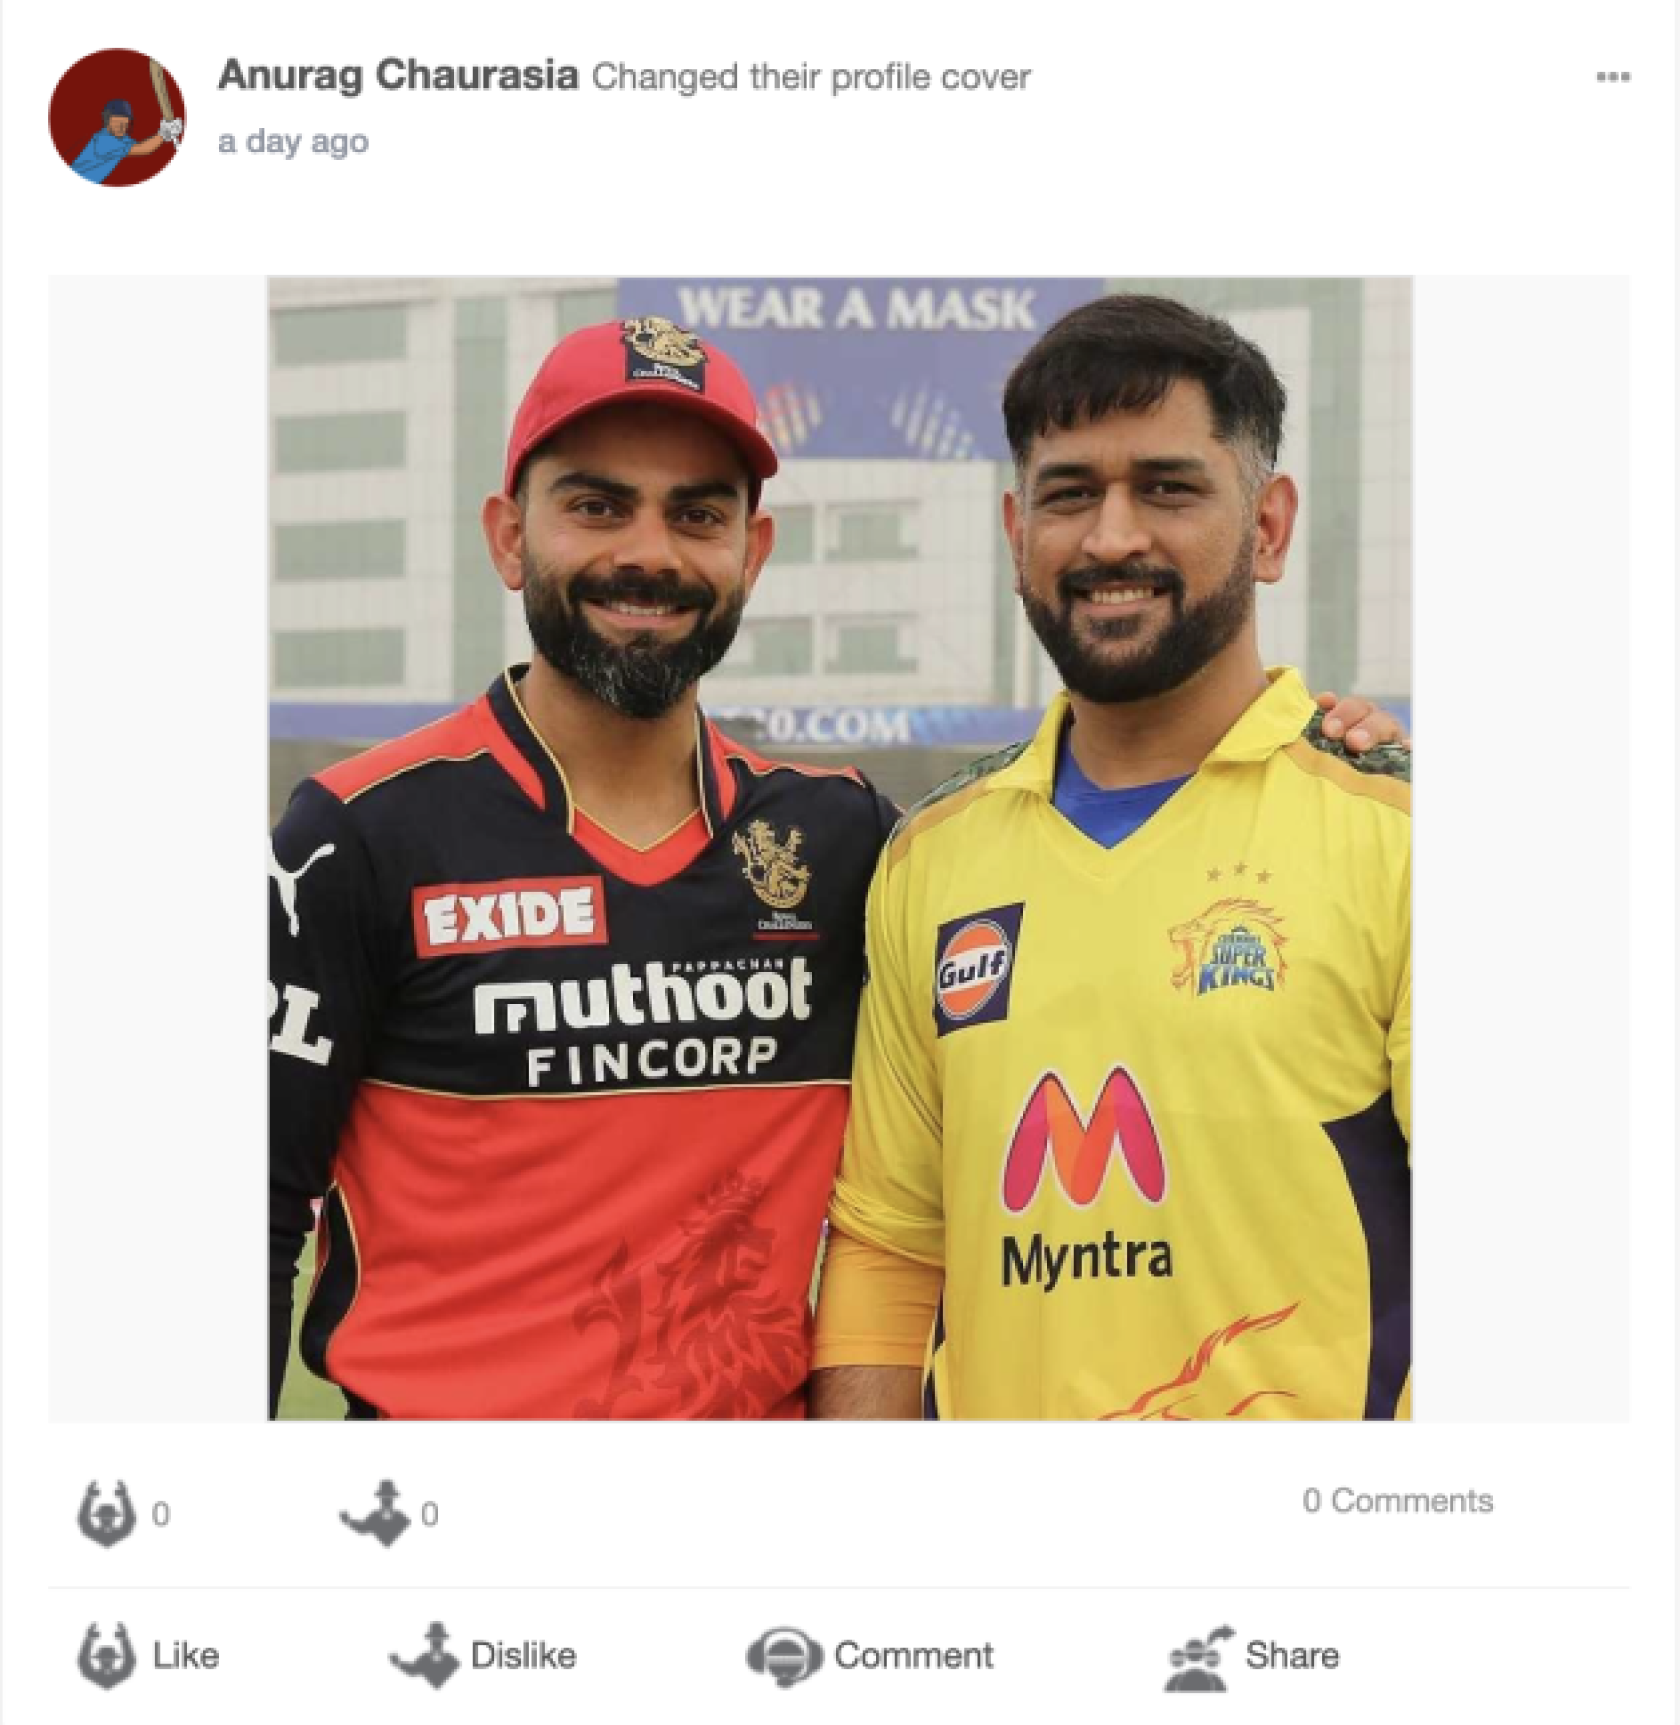 Anurag Chaurasia Changed their profile cover
a day ago
WEAR A MASK
0.COM
EXIDE
PAPPACHAN
muthoot
FINCORP
Gulf
CHENNAI
SUPER
KINGS
Myntra
0
0
0 Comments
Like
Dislike
Comment
Share